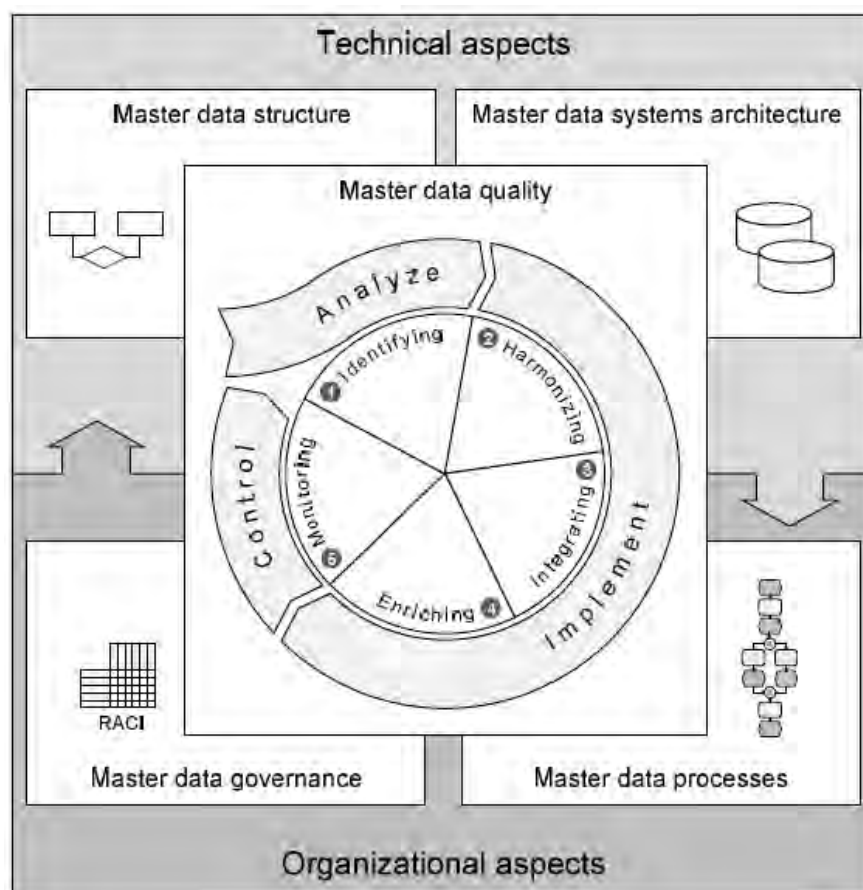 Technical aspects
Master data structure
Master data systems architecture
Master data quality
Analyze
Implement
Control
1 Identifying
2 Harmonizing
3 Integrating
4 Enriching
5 Monitoring
RACI
Master data governance
Master data processes
Organizational aspects